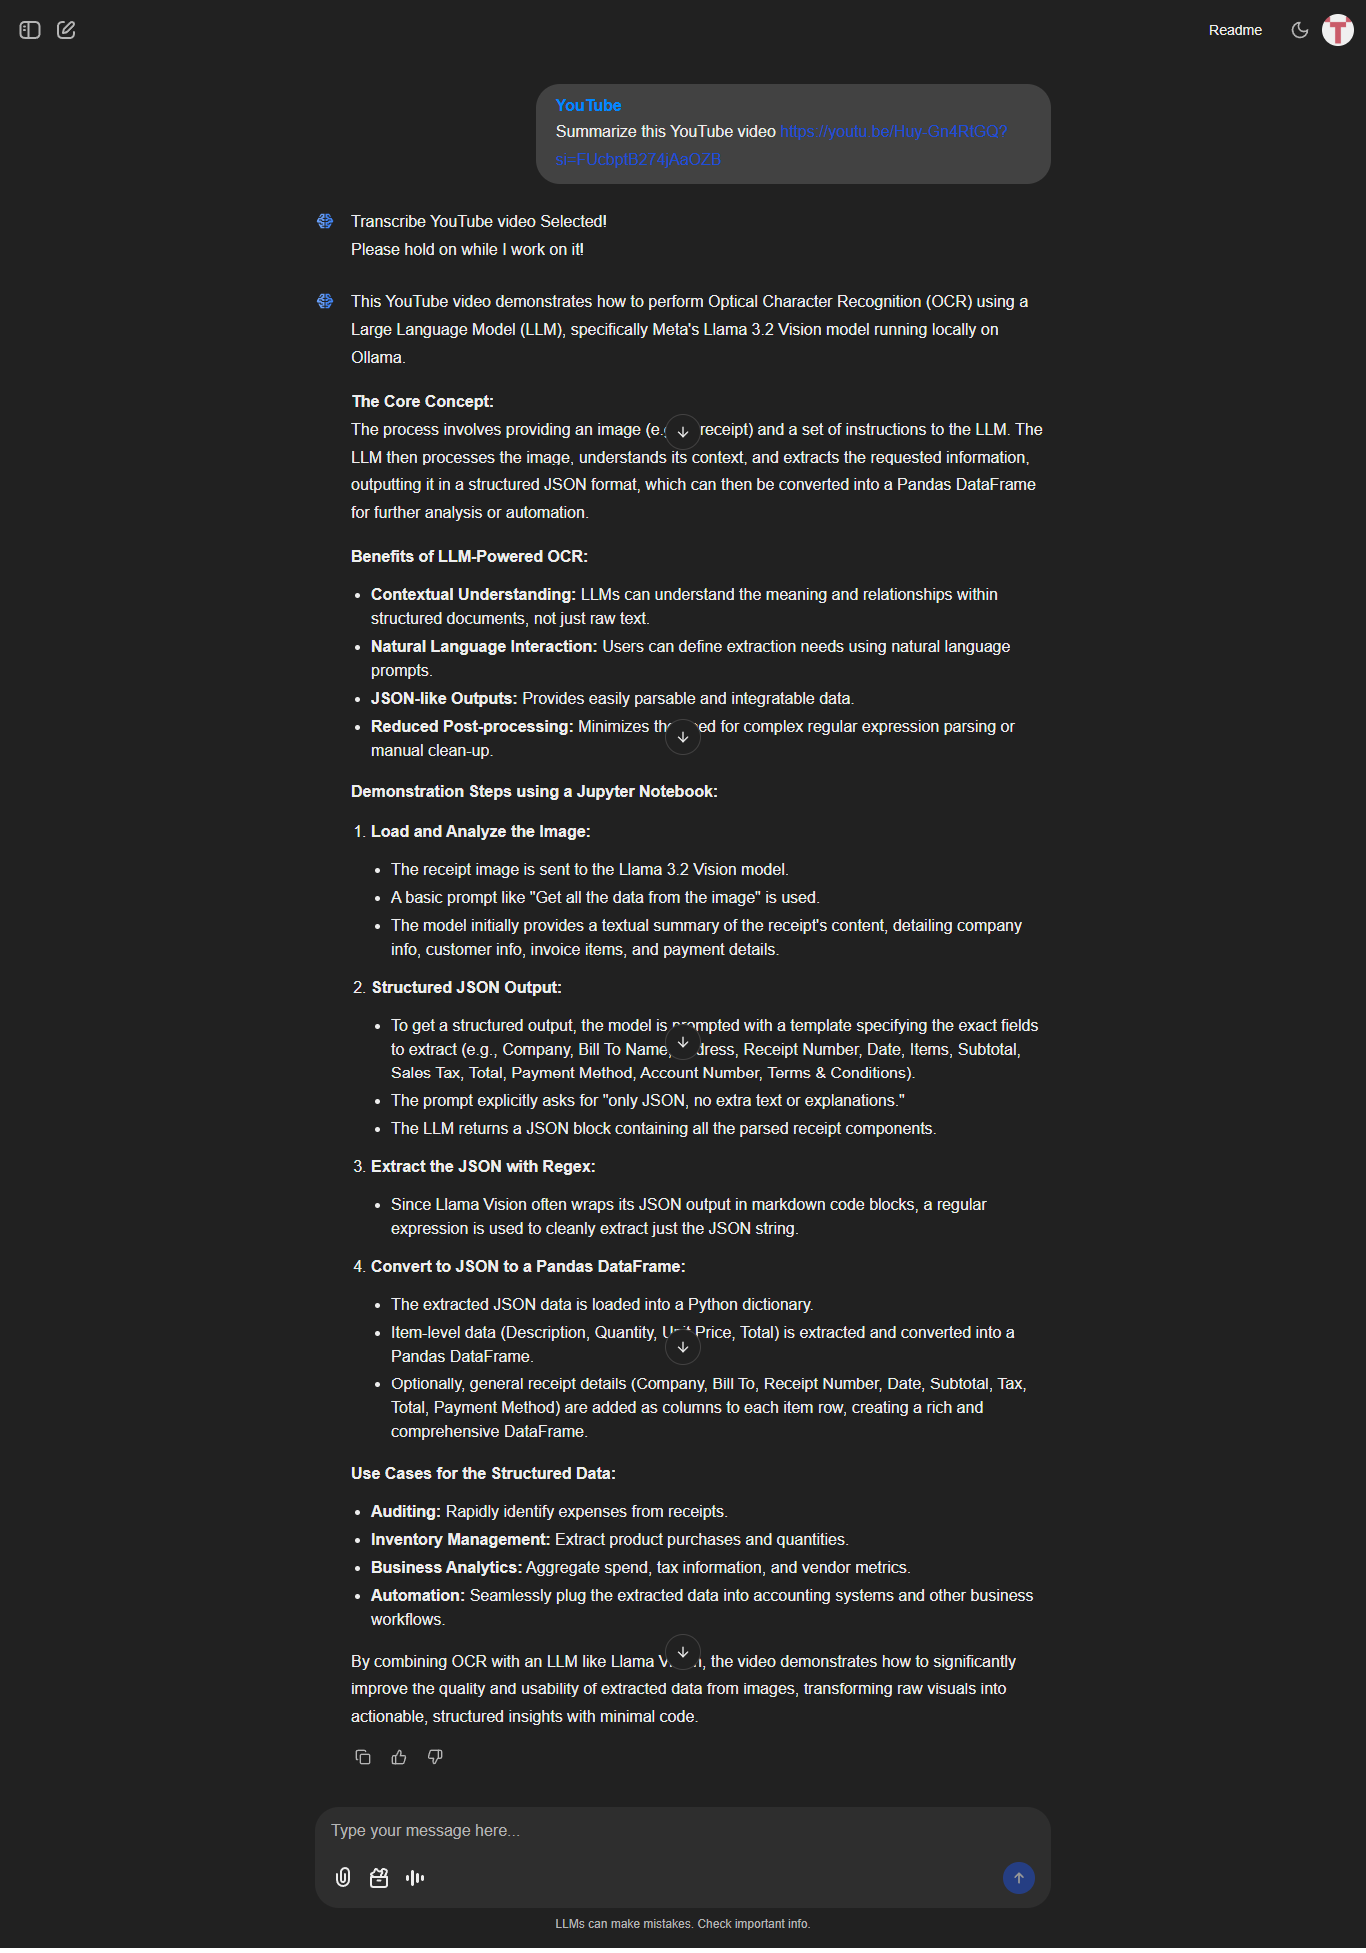 Readme
T
YouTube
Summarize this YouTube video https://youtu.be/Huy-Gn4RfGQ?
si=FUcbptB274jAaOZB
Transcribe YouTube video Selected!
Please hold on while I work on it!
This YouTube video demonstrates how to perform Optical Character Recognition (OCR) using a
Large Language Model (LLM), specifically Meta's Llama 3.2 Vision model running locally on
Ollama.
The Core Concept:
The process involves providing an image (e.g. receipt) and a set of instructions to the LLM. The
LLM then processes the image, understands its context, and extracts the requested information,
outputting it in a structured JSON format, which can then be converted into a Pandas DataFrame
for further analysis or automation.
Benefits of LLM-Powered OCR:
• Contextual Understanding: LLMs can understand the meaning and relationships within
structured documents, not just raw text.
• Natural Language Interaction: Users can define extraction needs using natural language
prompts.
• JSON-like Outputs: Provides easily parsable and integratable data.
• Reduced Post-processing: Minimizes the need for complex regular expression parsing or
manual clean-up.
Demonstration Steps using a Jupyter Notebook:
1. Load and Analyze the Image:
• The receipt image is sent to the Llama 3.2 Vision model.
• A basic prompt like "Get all the data from the image" is used.
• The model initially provides a textual summary of the receipt's content, detailing company
info, customer info, invoice items, and payment details.
2. Structured JSON Output:
• To get a structured output, the model is prompted with a template specifying the exact fields
to extract (e.g., Company, Bill To Name, Address, Receipt Number, Date, Items, Subtotal,
Sales Tax, Total, Payment Method, Account Number, Terms & Conditions).
• The prompt explicitly asks for "only JSON, no extra text or explanations."
• The LLM returns a JSON block containing all the parsed receipt components.
3. Extract the JSON with Regex:
• Since Llama Vision often wraps its JSON output in markdown code blocks, a regular
expression is used to cleanly extract just the JSON string.
4. Convert to JSON to a Pandas DataFrame:
• The extracted JSON data is loaded into a Python dictionary.
• Item-level data (Description, Quantity, Unit Price, Total) is extracted and converted into a
Pandas DataFrame.
• Optionally, general receipt details (Company, Bill To, Receipt Number, Date, Subtotal, Tax,
Total, Payment Method) are added as columns to each item row, creating a rich and
comprehensive DataFrame.
Use Cases for the Structured Data:
• Auditing: Rapidly identify expenses from receipts.
• Inventory Management: Extract product purchases and quantities.
• Business Analytics: Aggregate spend, tax information, and vendor metrics.
• Automation: Seamlessly plug the extracted data into accounting systems and other business
workflows.
By combining OCR with an LLM like Llama Vision, the video demonstrates how to significantly
improve the quality and usability of extracted data from images, transforming raw visuals into
actionable, structured insights with minimal code.
Type your message here...
LLMs can make mistakes. Check important info.